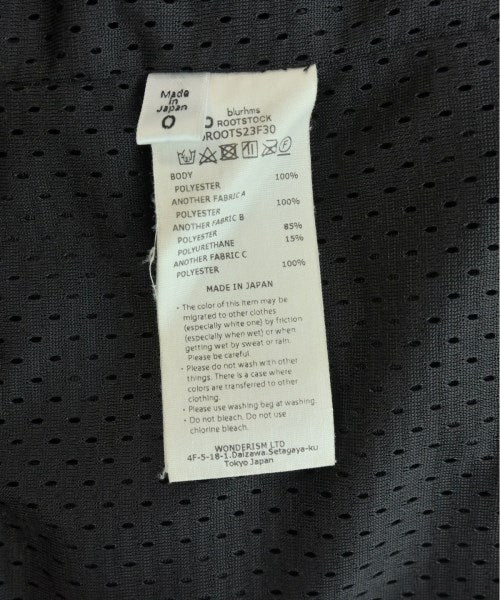 Made
in
Japan
0
blurhms
ROOTSTOCK
ROOTS23F30
BODY
POLYESTER 100%
ANOTHER FABRIC A
POLYESTER 100%
ANOTHER FABRIC B
POLYESTER 85%
POLYURETHANE 15%
ANOTHER FABRIC C
POLYESTER 100%
MADE IN JAPAN
• The color of this item may be
migrated to other clothes
(especially white one) by friction
(especially when wet) or when
getting wet by sweat or rain.
Please be careful.
• Please do not wash with other
things. There is a case where
colors are transferred to other
clothing.
• Please use washing bag at washing.
• Do not bleach. Do not use
chlorine bleach.
WONDERISM LTD
4F-5-18-1.Daizawa.Setagaya-ku
Tokyo Japan